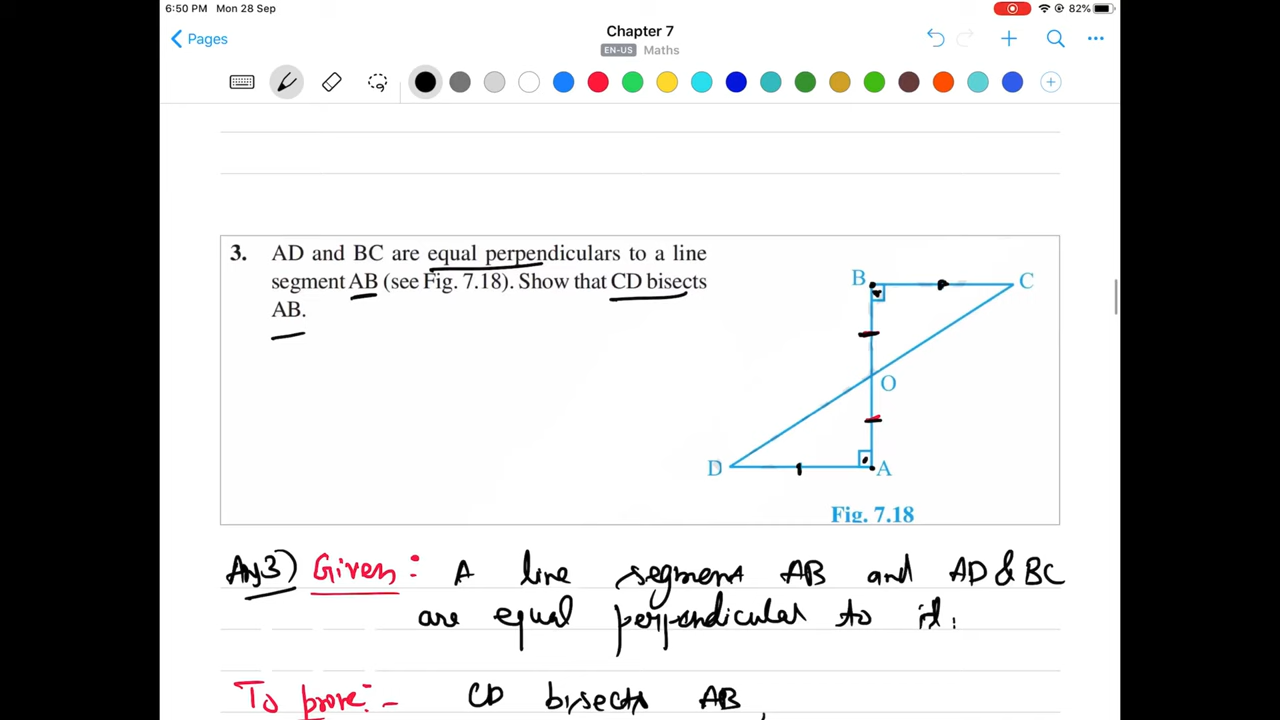 6:50 PM Mon 28 Sep
82%
Pages
Chapter 7
EN-US Maths
3. AD and BC are equal perpendiculars to a line
segment AB (see Fig. 7.18). Show that CD bisects
AB.
B
C
O
D
A
Fig. 7.18
Ans3) Given: A line segment AB and AD & BC
are equal perpendicular to it.
To prove:- CD bisects AB,